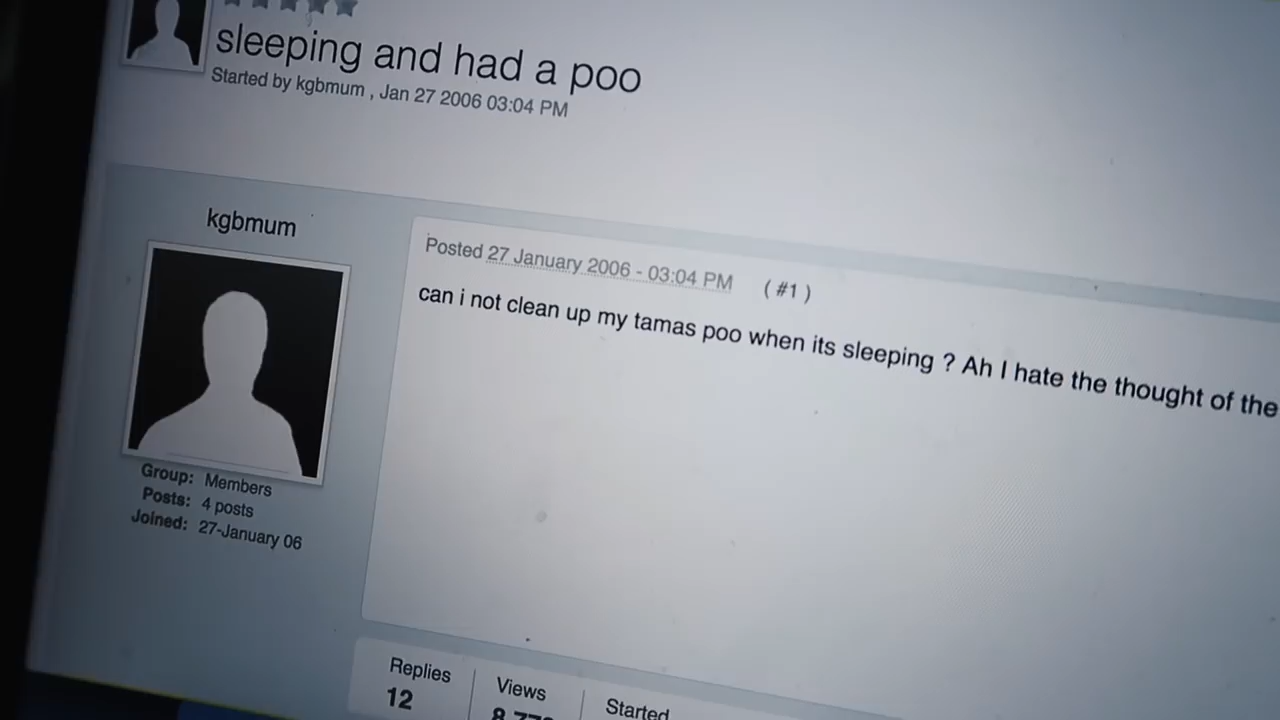 sleeping and had a poo
Started by kgbmum , Jan 27 2006 03:04 PM
kgbmum
Posted 27 January 2006 - 03:04 PM ( #1 )
can i not clean up my tamas poo when its sleeping ? Ah I hate the thought of the
Group: Members
Posts: 4 posts
Joined: 27-January 06
Replies
12
Views
Started